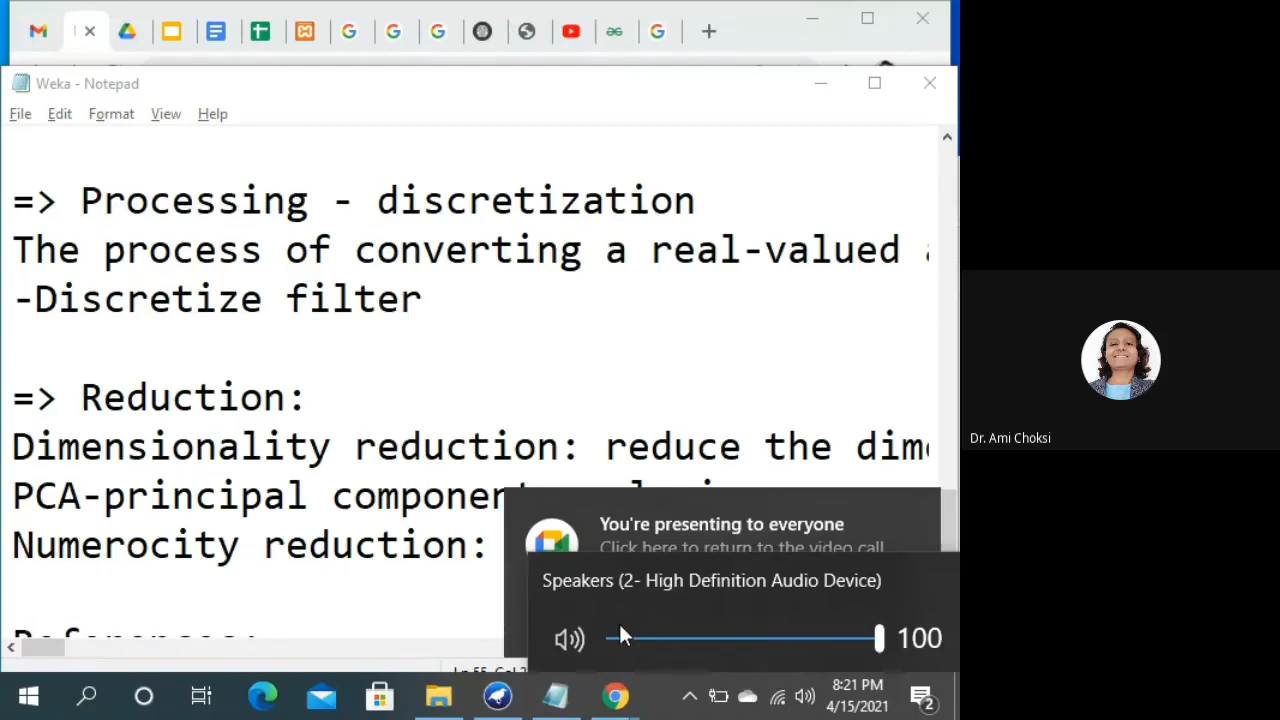 Weka - Notepad
File Edit Format View Help
=> Processing - discretization
The process of converting a real-valued
-Discretize filter
=> Reduction:
Dimensionality reduction: reduce the
PCA-principal
Numerocity reduction:
References:
You're presenting to everyone
Click here to return to the video call
Speakers (2- High Definition Audio Device)
100
Dr. Ami Choksi
8:21 PM
4/15/2021
2